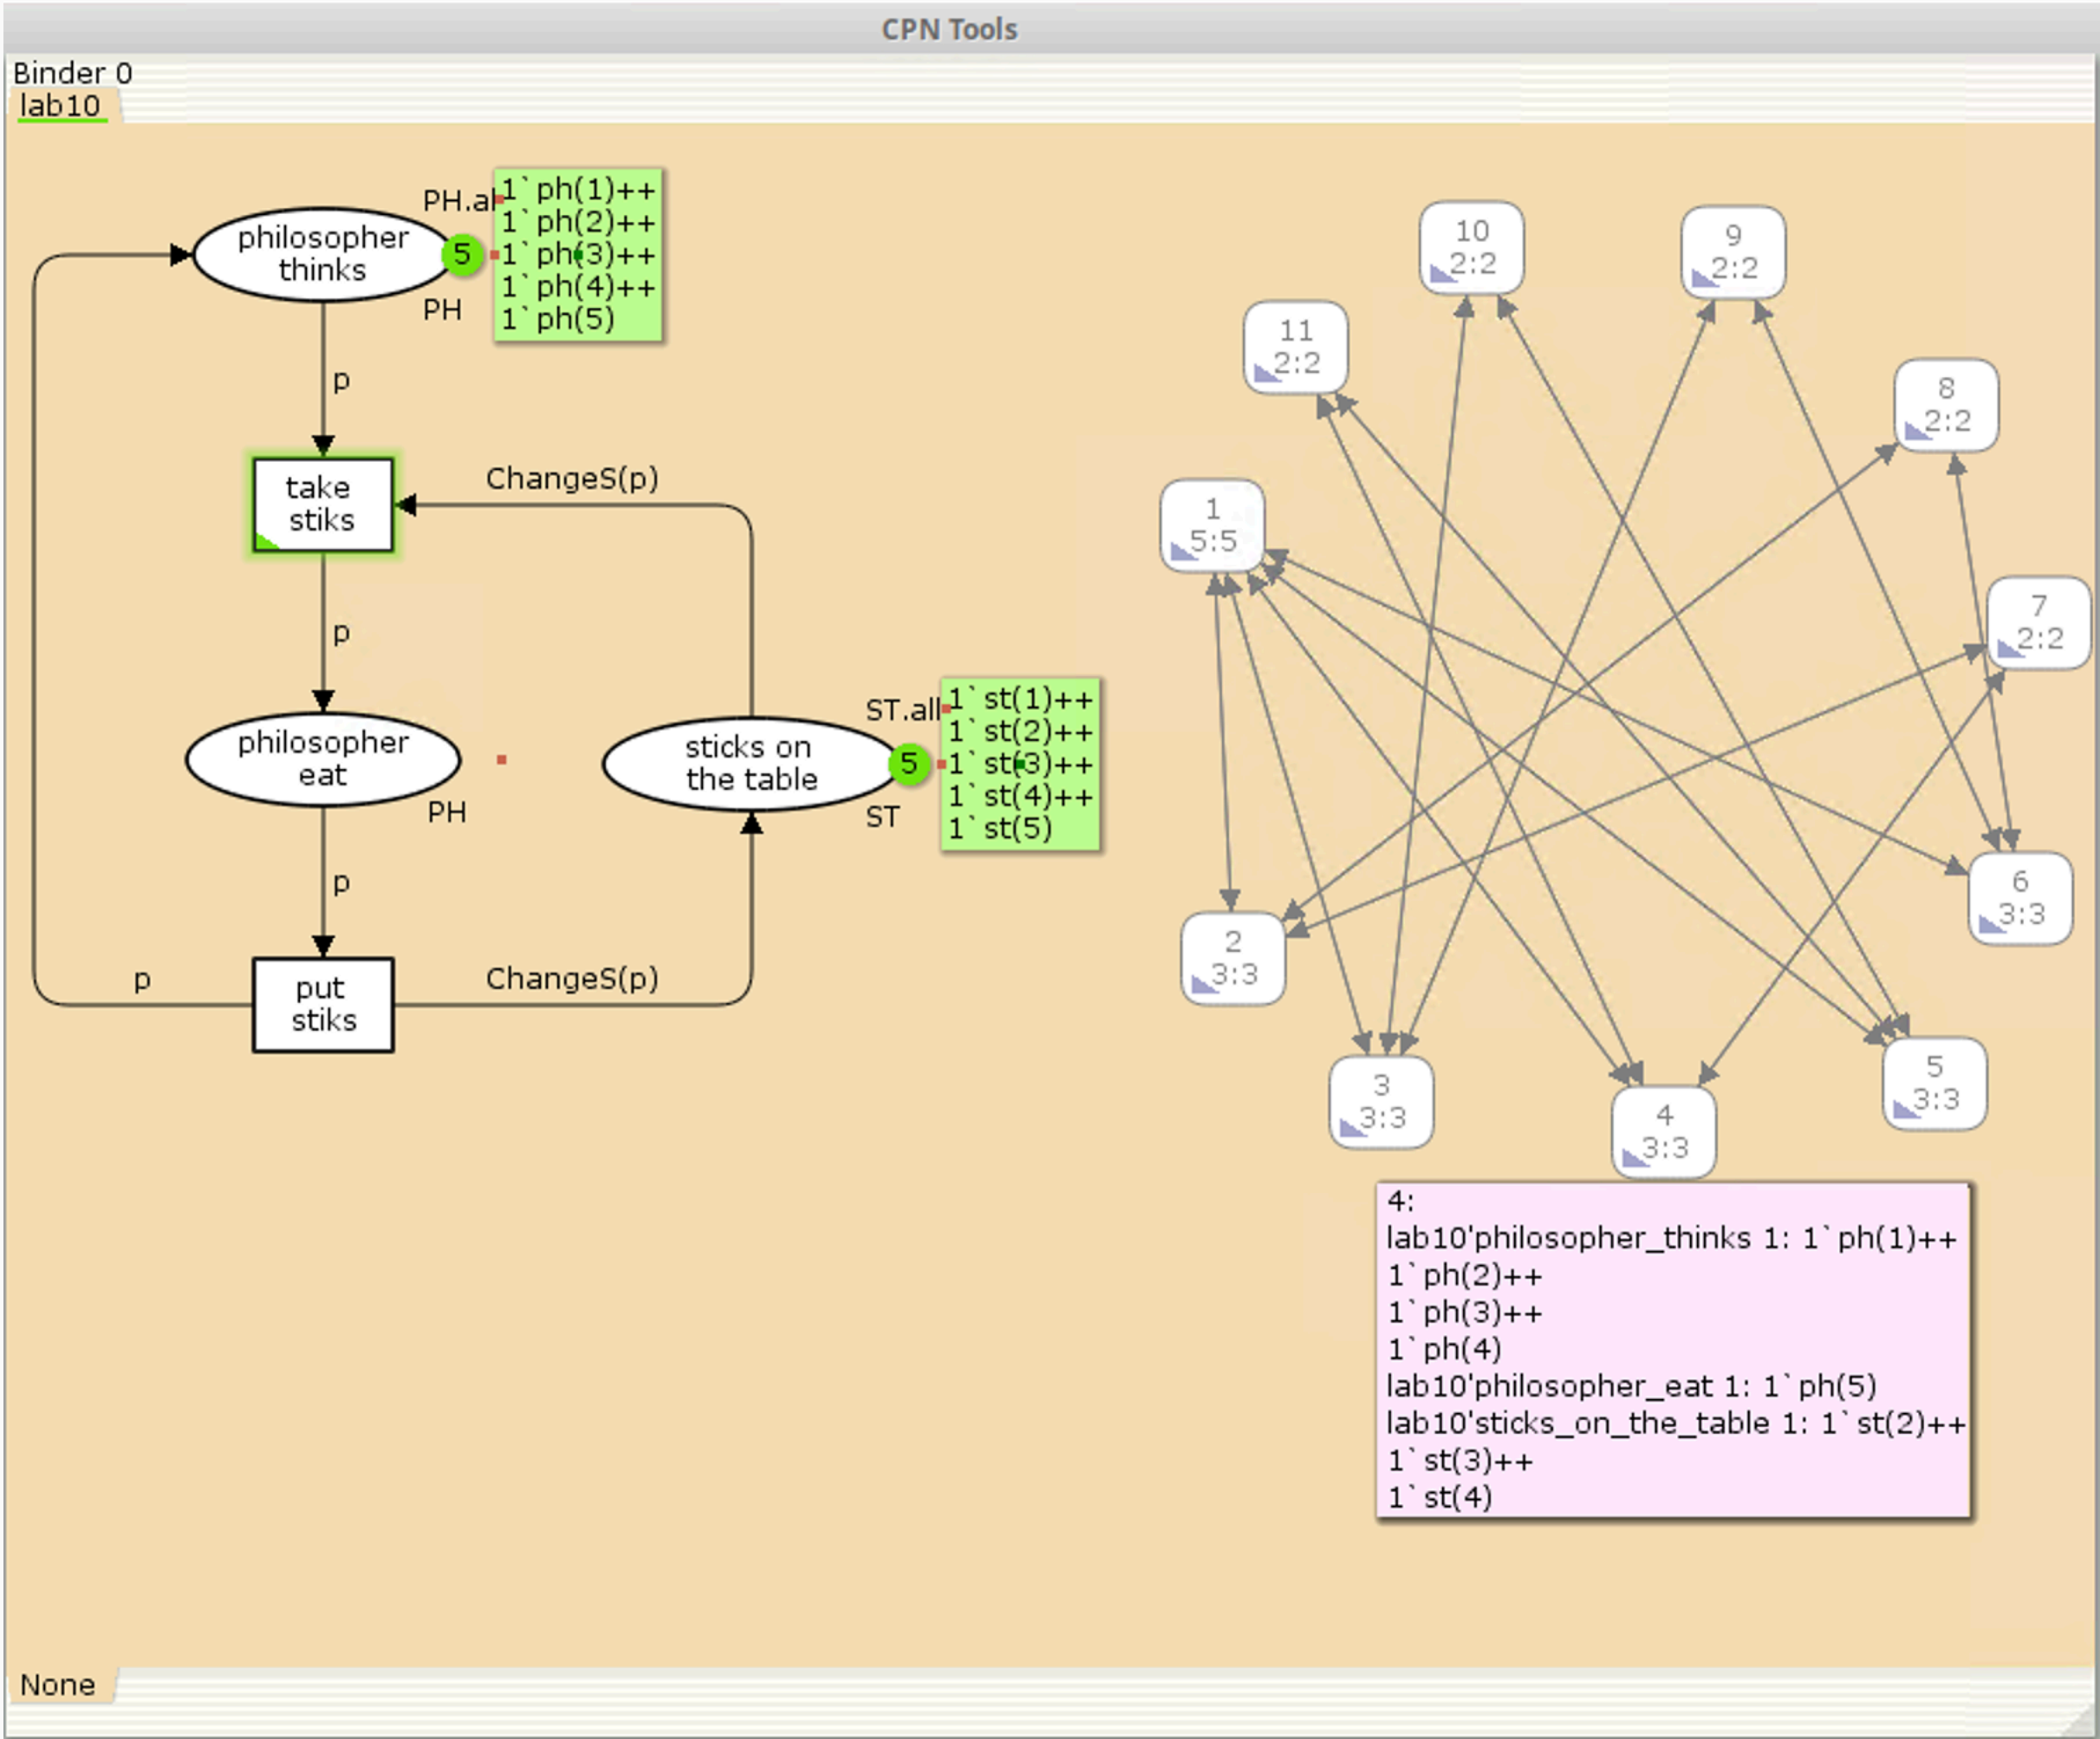 CPN Tools
Binder 0
lab10
PH.al
1`ph(1)++
1`ph(2)++
1`ph(3)++
1`ph(4)++
1`ph(5)
philosopher
thinks
5
PH
p
take
stiks
ChangeS(p)
p
philosopher
eat
PH
sticks on
the table
ST.all
5
ST
1`st(1)++
1`st(2)++
1`st(3)++
1`st(4)++
1`st(5)
p
put
stiks
p
ChangeS(p)
10
2:2
9
2:2
11
2:2
8
2:2
1
5:5
7
2:2
6
3:3
2
3:3
3
3:3
4
3:3
5
3:3
4:
lab10'philosopher_thinks 1: 1`ph(1)++
1`ph(2)++
1`ph(3)++
1`ph(4)
lab10'philosopher_eat 1: 1`ph(5)
lab10'sticks_on_the_table 1: 1`st(2)++
1`st(3)++
1`st(4)
None